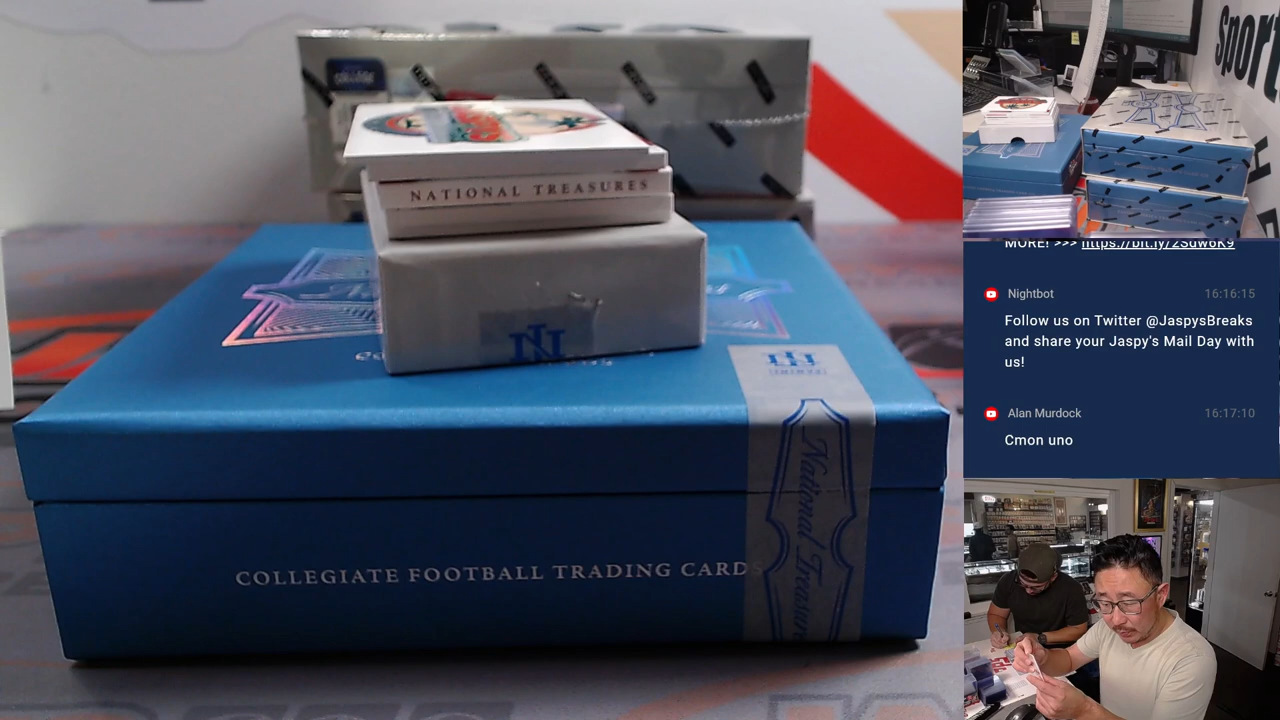 NATIONAL TREASURES
COLLEGIATE FOOTBALL TRADING CARDS
National Treasures
Sport
MORE! >>> https://bit.ly/2Sdw6K9
Nightbot 16:16:15
Follow us on Twitter @JaspysBreaks
and share your Jaspy's Mail Day with
us!
Alan Murdock 16:17:10
Cmon uno